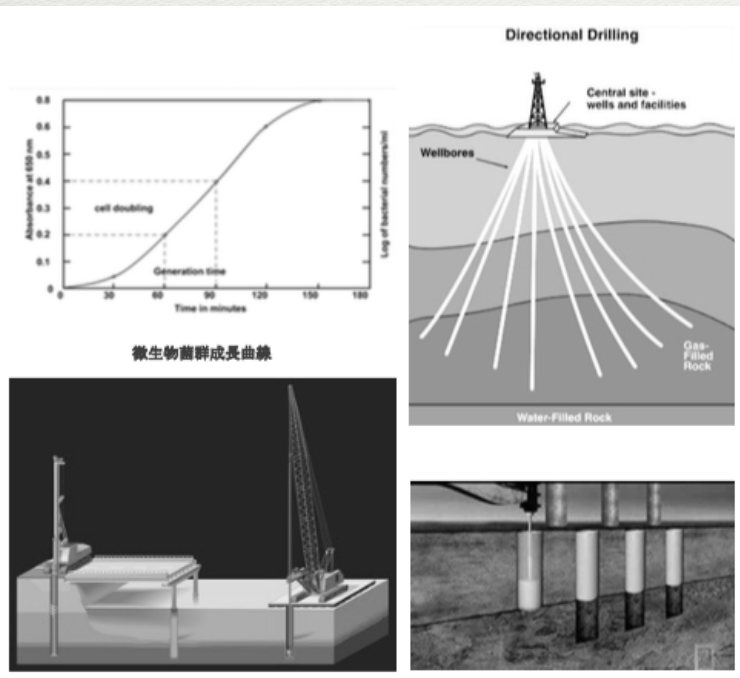 0.8
0.6
0.5
0.4
0.3
0.2
0.1
0
Absorbance at 650 nm
cell doubling
Generation time
Log of bacterial numbers/ml
0 30 60 90 120 150 180
Time in minutes
微生物菌群成長曲線
Directional Drilling
Central site -
wells and facilities
Wellbores
Gas-
Filled
Rock
Water-Filled Rock